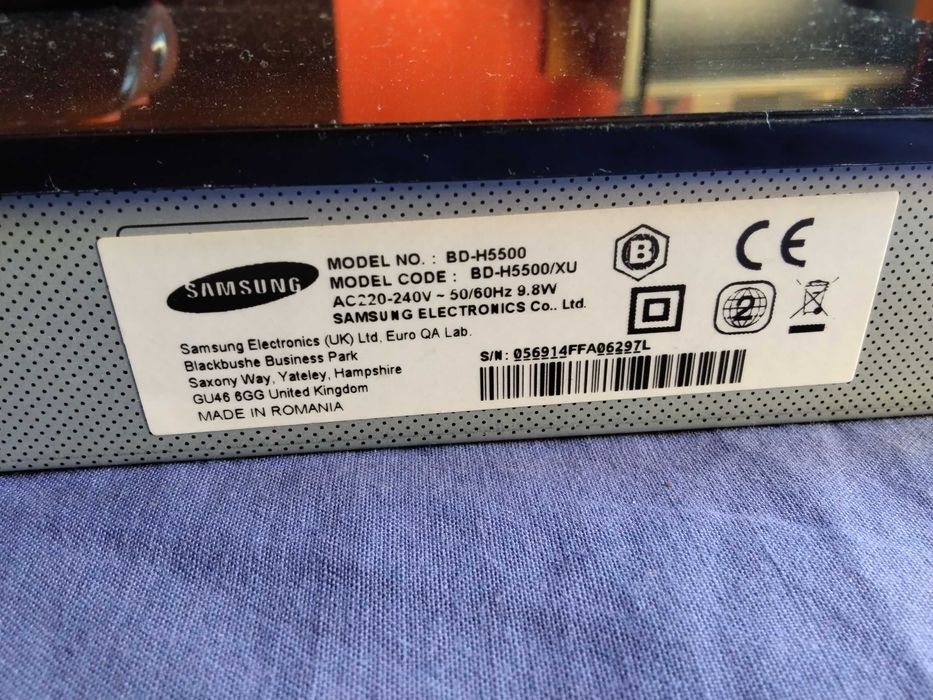 SAMSUNG
MODEL NO. : BD-H5500
MODEL CODE : BD-H5500/XU
AC220-240V ~ 50/60Hz 9.8W
SAMSUNG ELECTRONICS Co.. Ltd.
Samsung Electronics (UK) Ltd, Euro QA Lab.
Blackbushe Business Park
Saxony Way, Yateley, Hampshire
GU46 6GG United Kingdom
MADE IN ROMANIA
B
CE
2
S/N: 056914FFA06297L